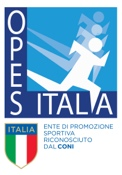 OPES
ITALIA
ITALIA
ENTE DI PROMOZIONE
SPORTIVA
RICONOSCIUTO
DAL CONI